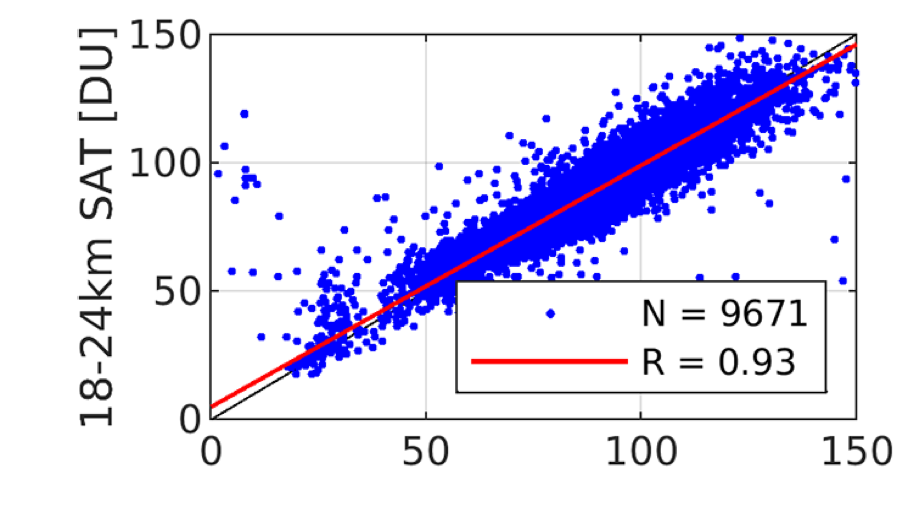 18-24km SAT [DU]
150
100
50
0
N = 9671
R = 0.93
0 50 100 150